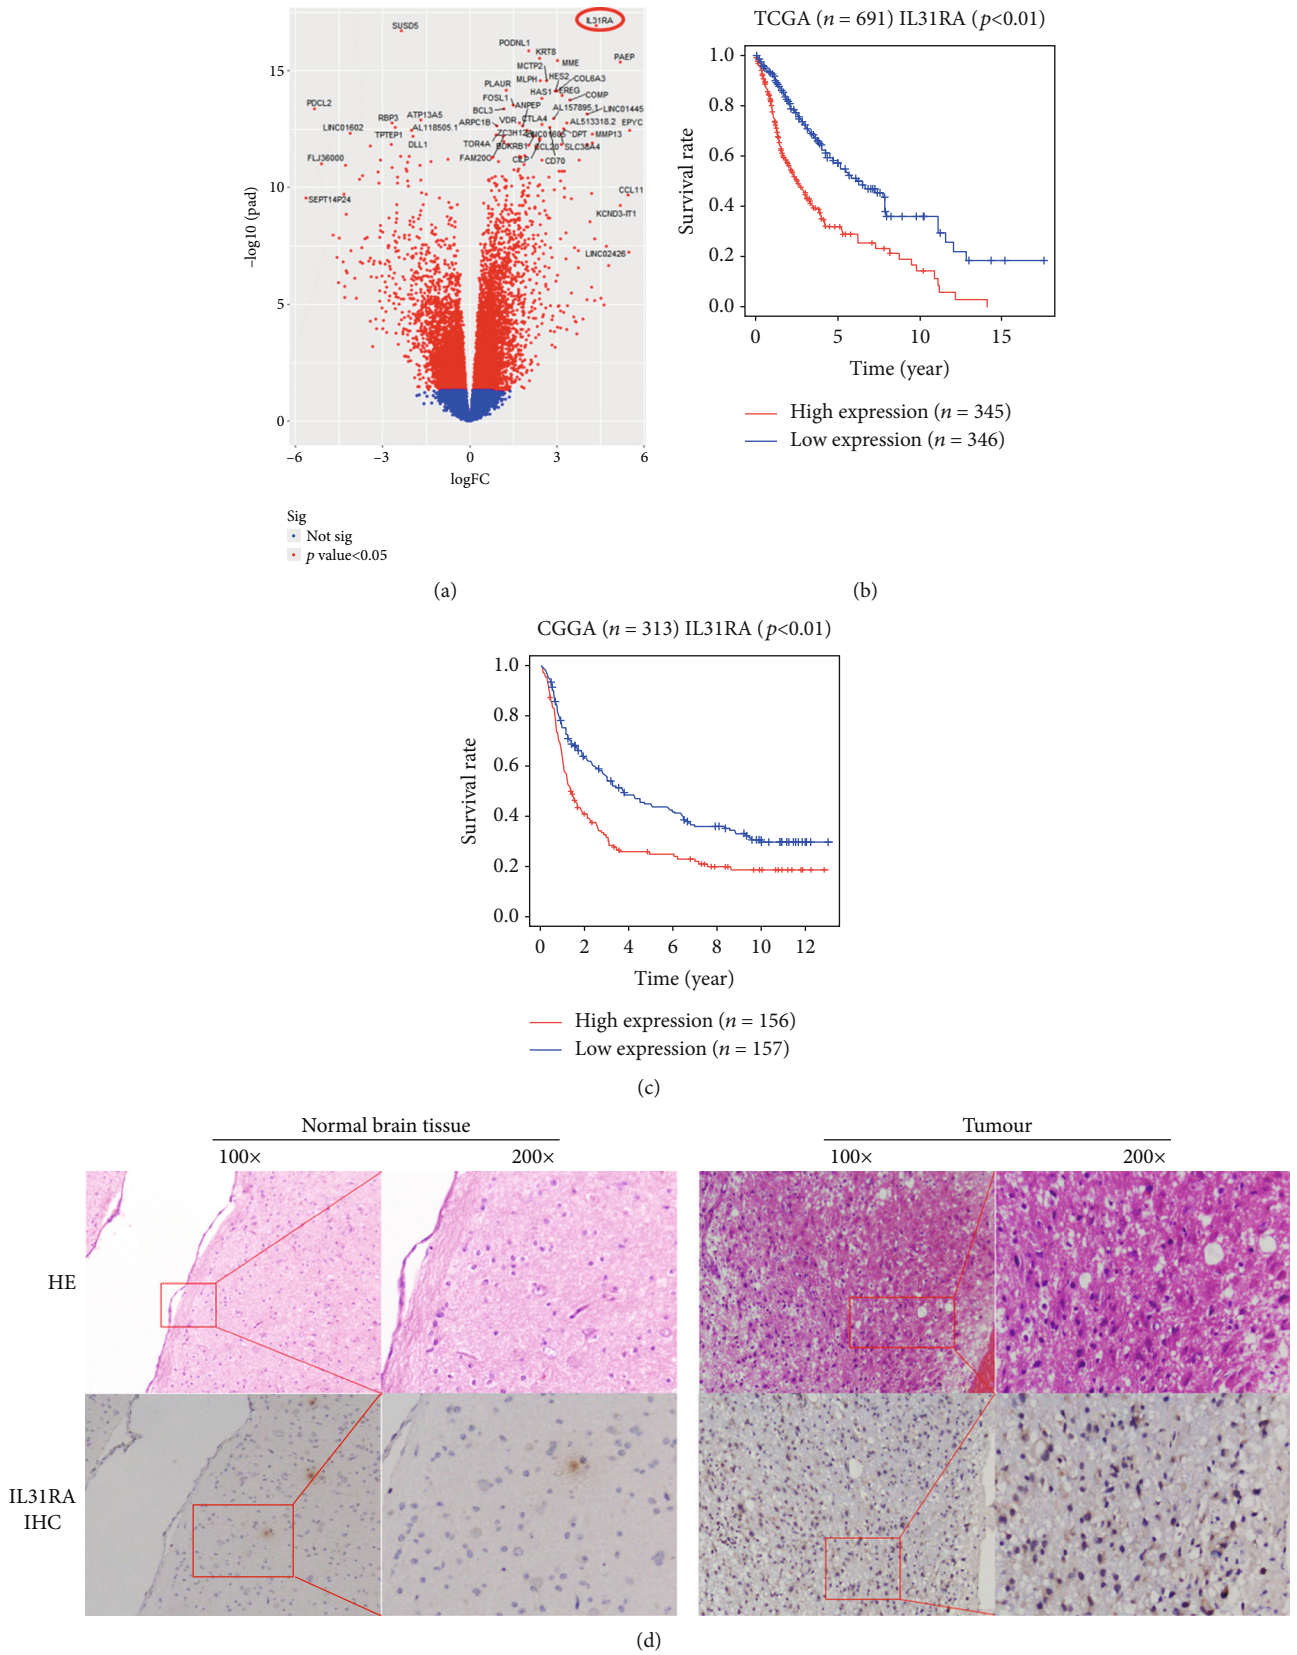 IL31RA
SUSD5
PODNL1
KRT8
MME
PAEP
MCTP2
HES2
MLPH
COL6A3
PLAUR
HAS1
EREG
FOSL1
ANPEP
COMP
PDCL2
BCL3
AL157895.1
LINC01445
RBP3
ATP13A5
ARPC1B
VDR
CTLA4
AL513318.2
EPYC
LINC01602
AL118505.1
ZC3H12A
LINC01605
DPT
MMP13
TPTEP1
DLL1
TOR4A
BDKRB1
CCL20
SLC38A4
FLJ36000
FAM20C
CD70
SEPT14P24
CCL11
KCND3-IT1
LINC02426
15
10
5
0
−log10 (pad)
−6 −3 0 3 6
logFC
Sig
Not sig
p value<0.05
(a)
TCGA (n = 691) IL31RA (p<0.01)
1.0
0.8
0.6
0.4
0.2
0.0
Survival rate
0 5 10 15
Time (year)
High expression (n = 345)
Low expression (n = 346)
(b)
CGGA (n = 313) IL31RA (p<0.01)
1.0
0.8
0.6
0.4
0.2
0.0
Survival rate
0 2 4 6 8 10 12
Time (year)
High expression (n = 156)
Low expression (n = 157)
(c)
Normal brain tissue Tumour
100× 200× 100× 200×
HE
IL31RA
IHC
(d)